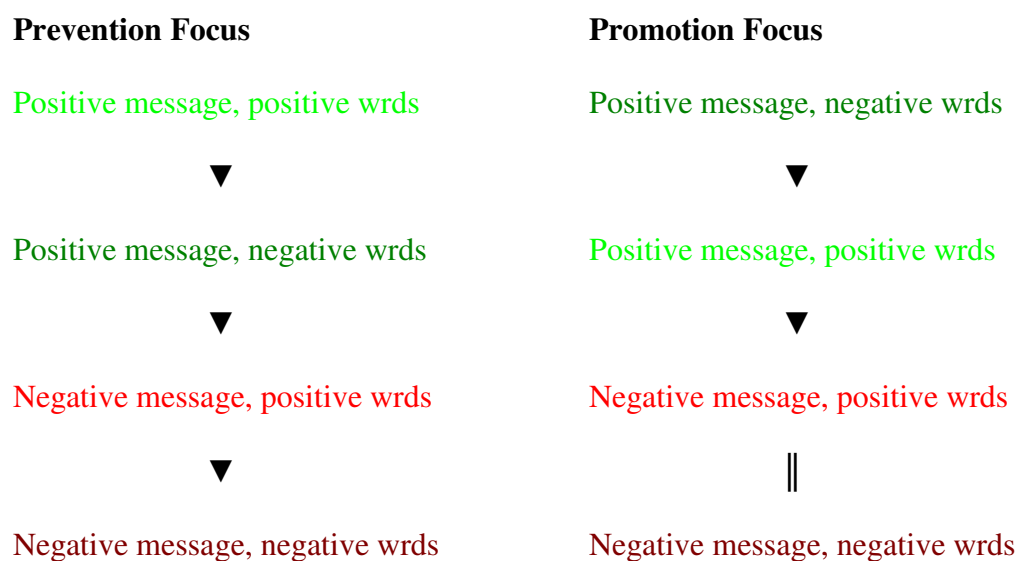 Prevention Focus
Positive message, positive wrds
▼
Positive message, negative wrds
▼
Negative message, positive wrds
▼
Negative message, negative wrds
Promotion Focus
Positive message, negative wrds
▼
Positive message, positive wrds
▼
Negative message, positive wrds
‖
Negative message, negative wrds